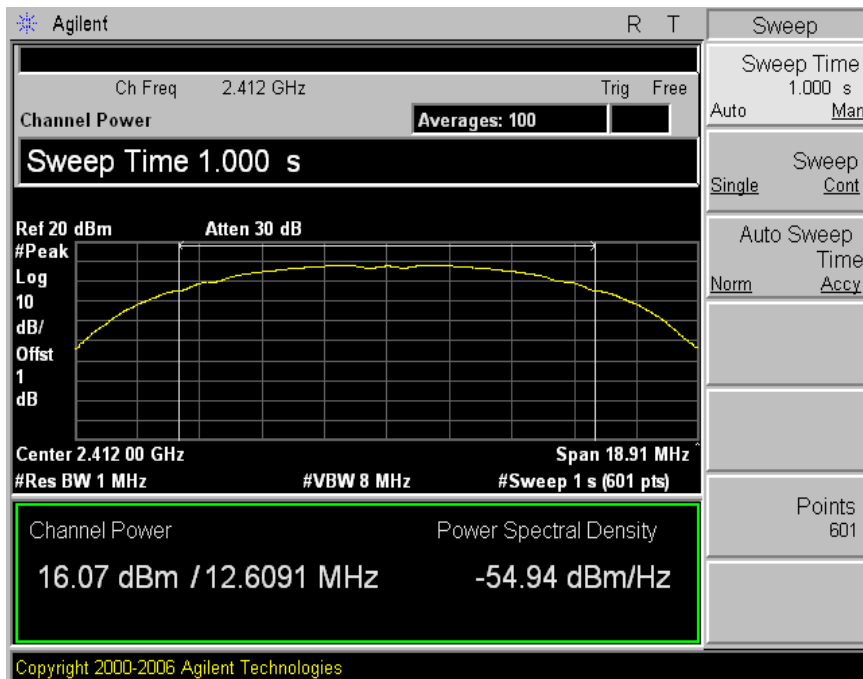 Agilent R T Sweep
Ch Freq 2.412 GHz Trig Free
Channel Power Averages: 100
Sweep Time 1.000 s
Ref 20 dBm Atten 30 dB
#Peak
Log
10
dB/
Offst
1
dB
Center 2.412 00 GHz Span 18.91 MHz
#Res BW 1 MHz #VBW 8 MHz #Sweep 1 s (601 pts)
Channel Power Power Spectral Density
16.07 dBm / 12.6091 MHz -54.94 dBm/Hz
Copyright 2000-2006 Agilent Technologies
Sweep Time
1.000 s
Auto Man
Sweep
Single Cont
Auto Sweep
Time
Norm Accy
Points
601